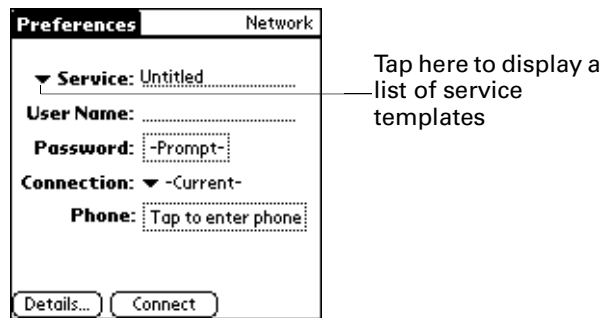 Preferences Network
Service: Untitled
User Name:
Password: -Prompt-
Connection: -Current-
Phone: Tap to enter phone
Details... Connect
Tap here to display a
list of service
templates